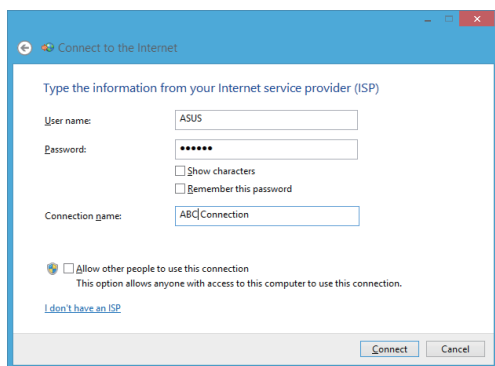 Connect to the Internet
Type the information from your Internet service provider (ISP)
User name:
ASUS
Password:
••••••
Show characters
Remember this password
Connection name:
ABC Connection
Allow other people to use this connection
This option allows anyone with access to this computer to use this connection.
I don't have an ISP
Connect
Cancel